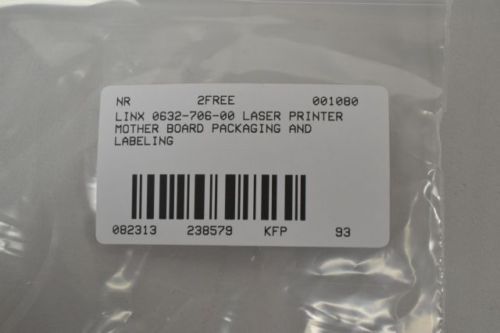 NR 2FREE 001080
LINX 0632-706-00 LASER PRINTER
MOTHER BOARD PACKAGING AND
LABELING
082313 238579 KFP 93